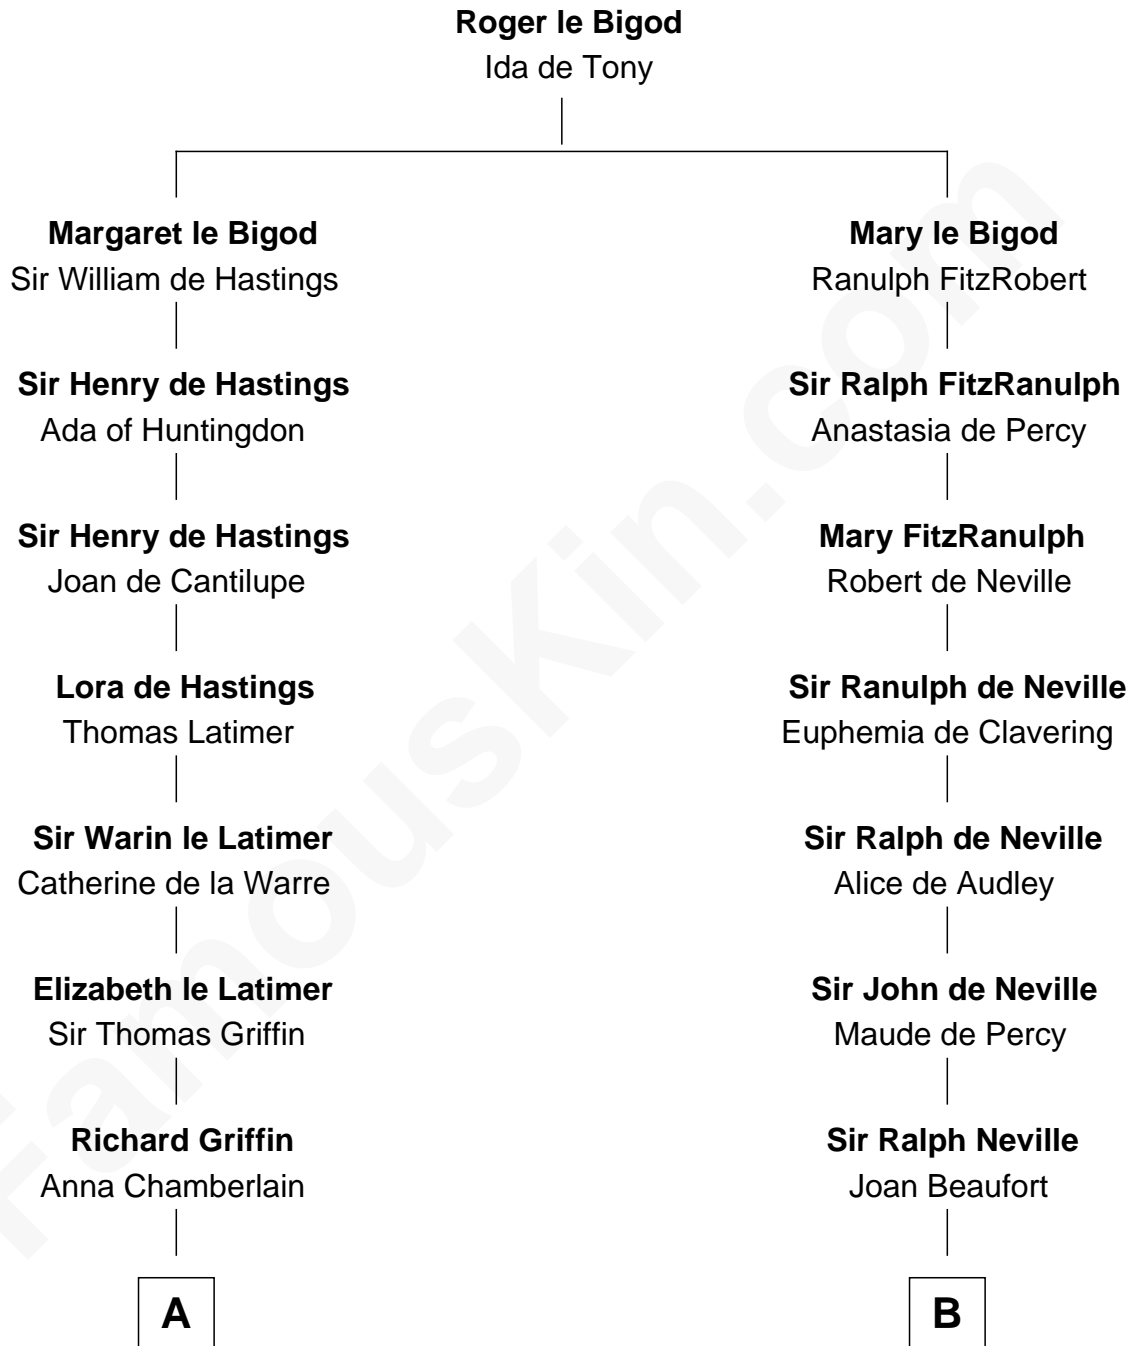 Roger le Bigod
Ida de Tony
Margaret le Bigod
Sir William de Hastings
Mary le Bigod
Ranulph FitzRobert
Sir Henry de Hastings
Ada of Huntingdon
Sir Ralph FitzRanulph
Anastasia de Percy
Sir Henry de Hastings
Joan de Cantilupe
Mary FitzRanulph
Robert de Neville
Lora de Hastings
Thomas Latimer
Sir Ranulph de Neville
Euphemia de Clavering
Sir Warin le Latimer
Catherine de la Warre
Sir Ralph de Neville
Alice de Audley
Elizabeth le Latimer
Sir Thomas Griffin
Sir John de Neville
Maude de Percy
Richard Griffin
Anna Chamberlain
Sir Ralph Neville
Joan Beaufort
A
B
FamousKin.com